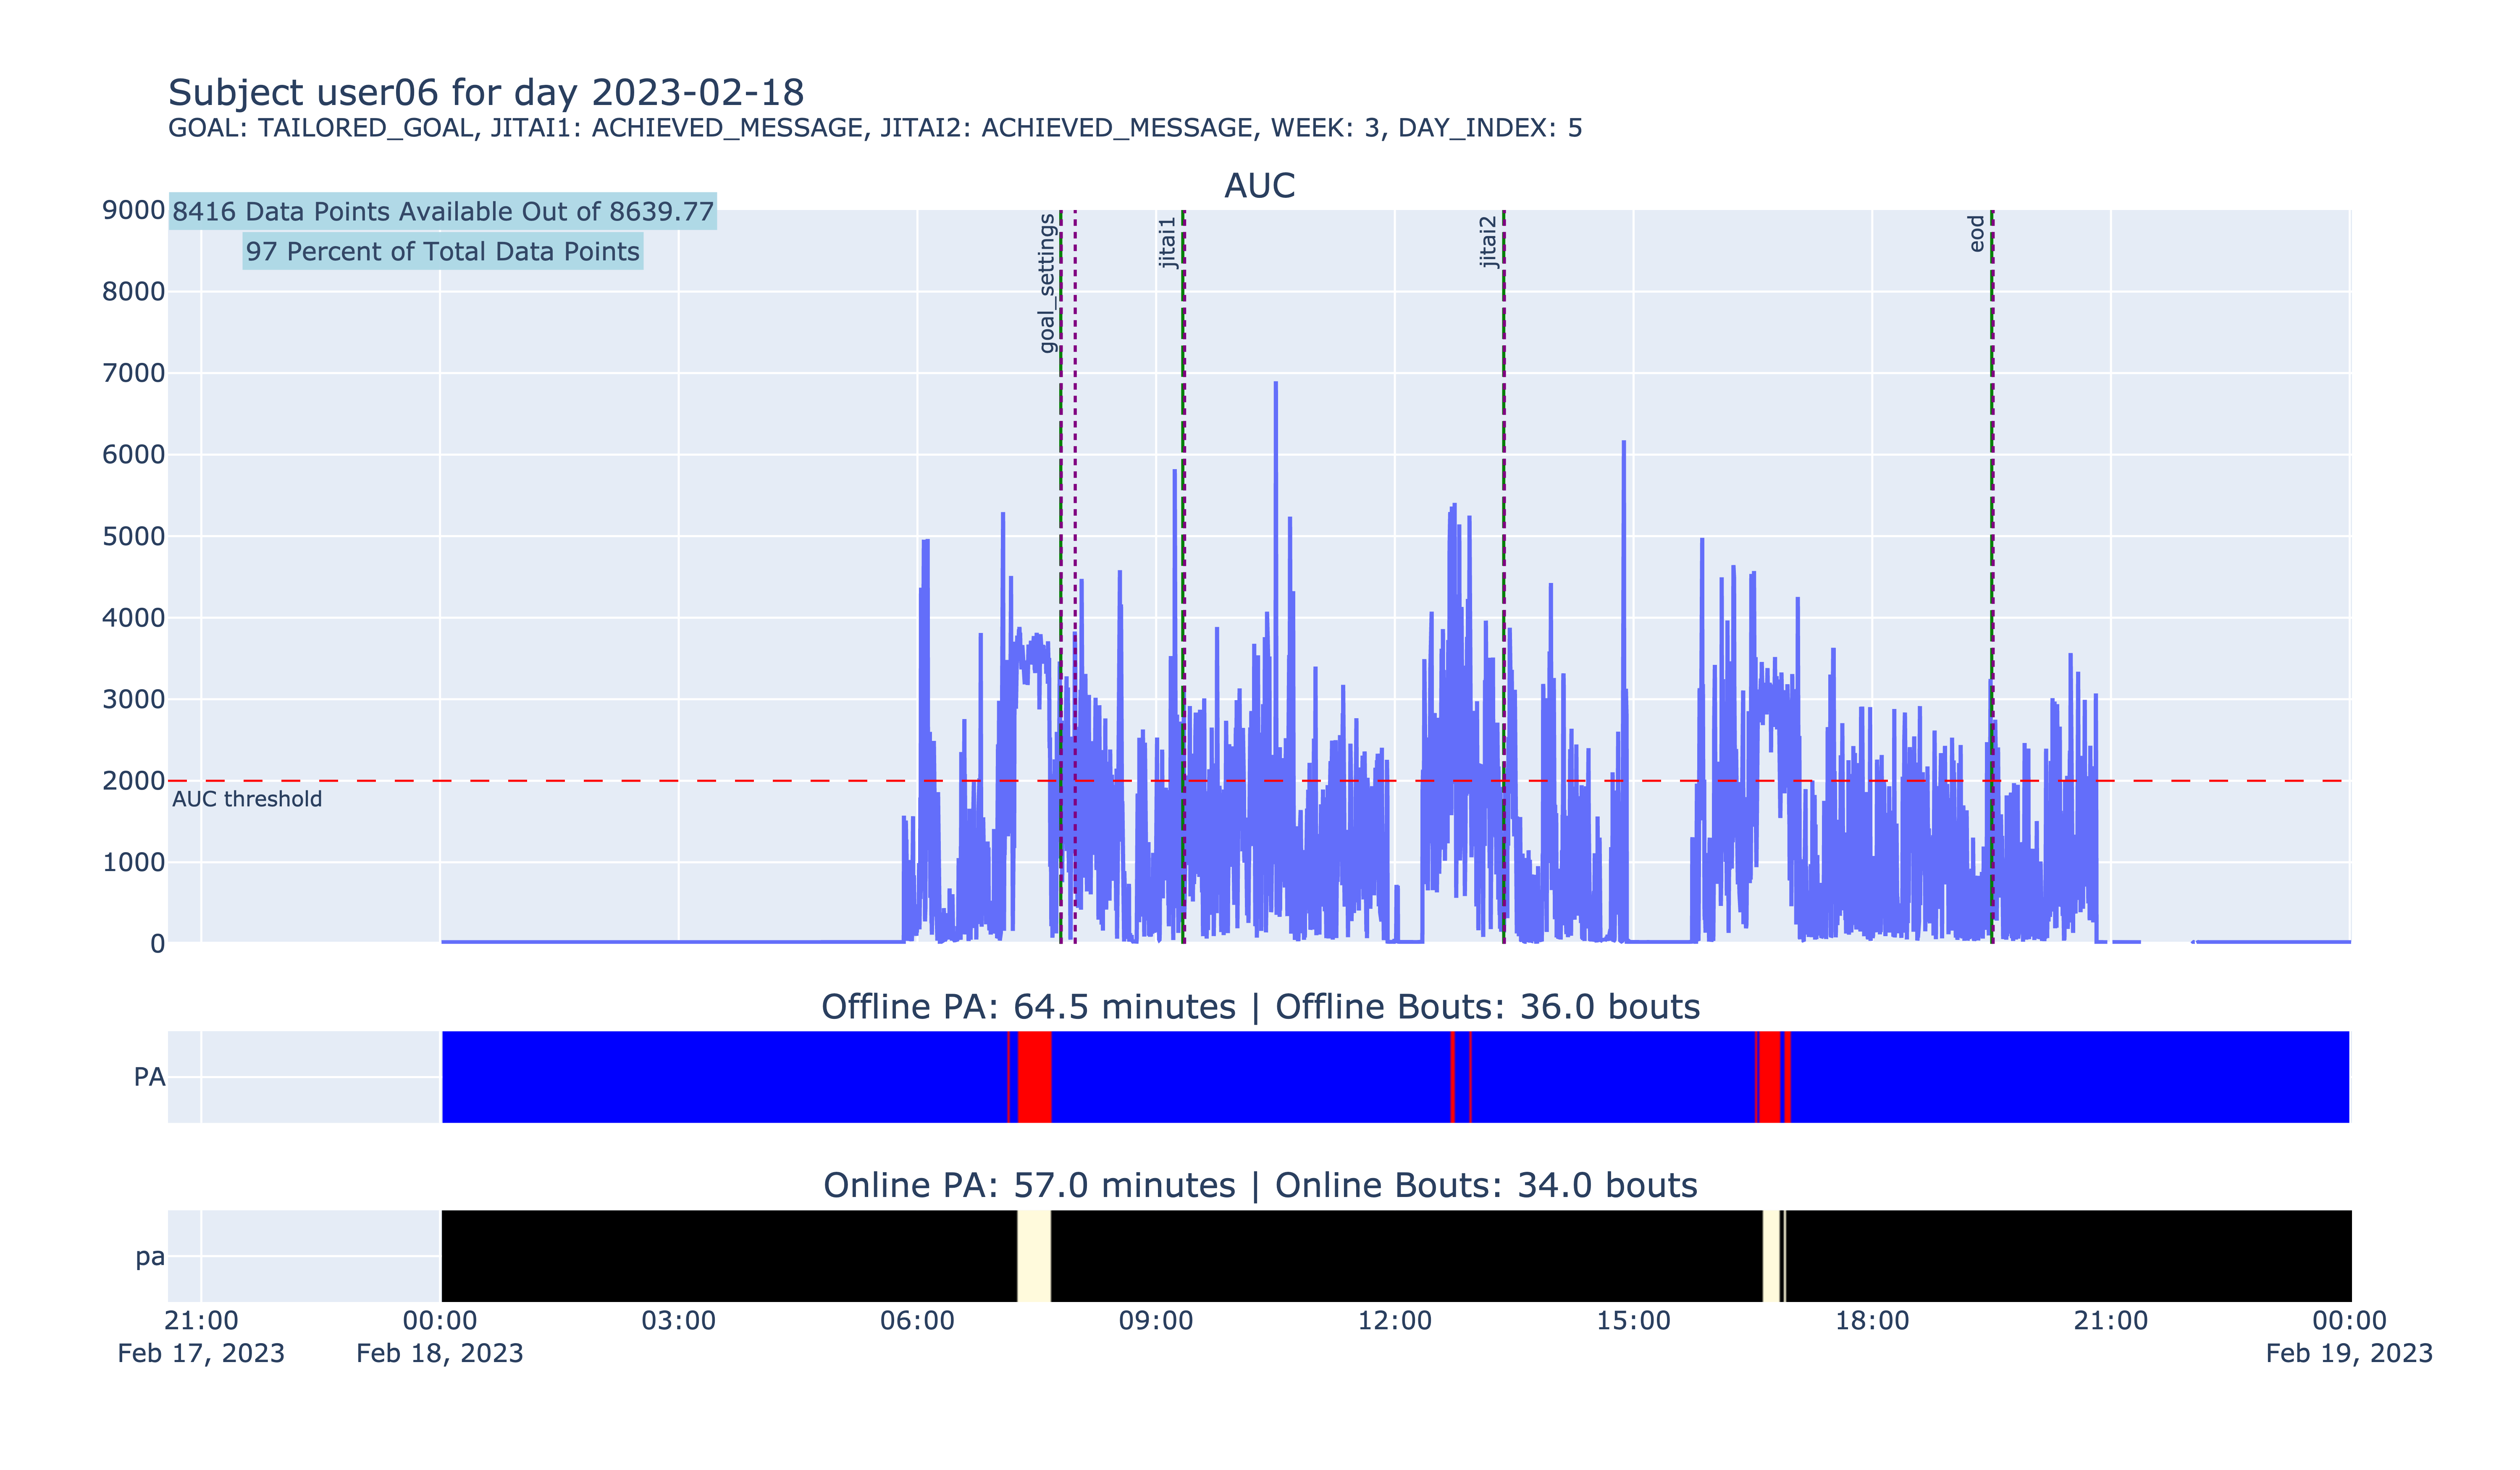 Subject user06 for day 2023-02-18
GOAL: TAILORED_GOAL, JITAI1: ACHIEVED_MESSAGE, JITAI2: ACHIEVED_MESSAGE, WEEK: 3, DAY_INDEX: 5
AUC
8416 Data Points Available Out of 8639.77
97 Percent of Total Data Points
goal_settings
jitai1
jitai2
eod
9000
8000
7000
6000
5000
4000
3000
2000
AUC threshold
1000
0
Offline PA: 64.5 minutes | Offline Bouts: 36.0 bouts
PA
Online PA: 57.0 minutes | Online Bouts: 34.0 bouts
pa
21:00 00:00 03:00 06:00 09:00 12:00 15:00 18:00 21:00 00:00
Feb 17, 2023 Feb 18, 2023 Feb 19, 2023